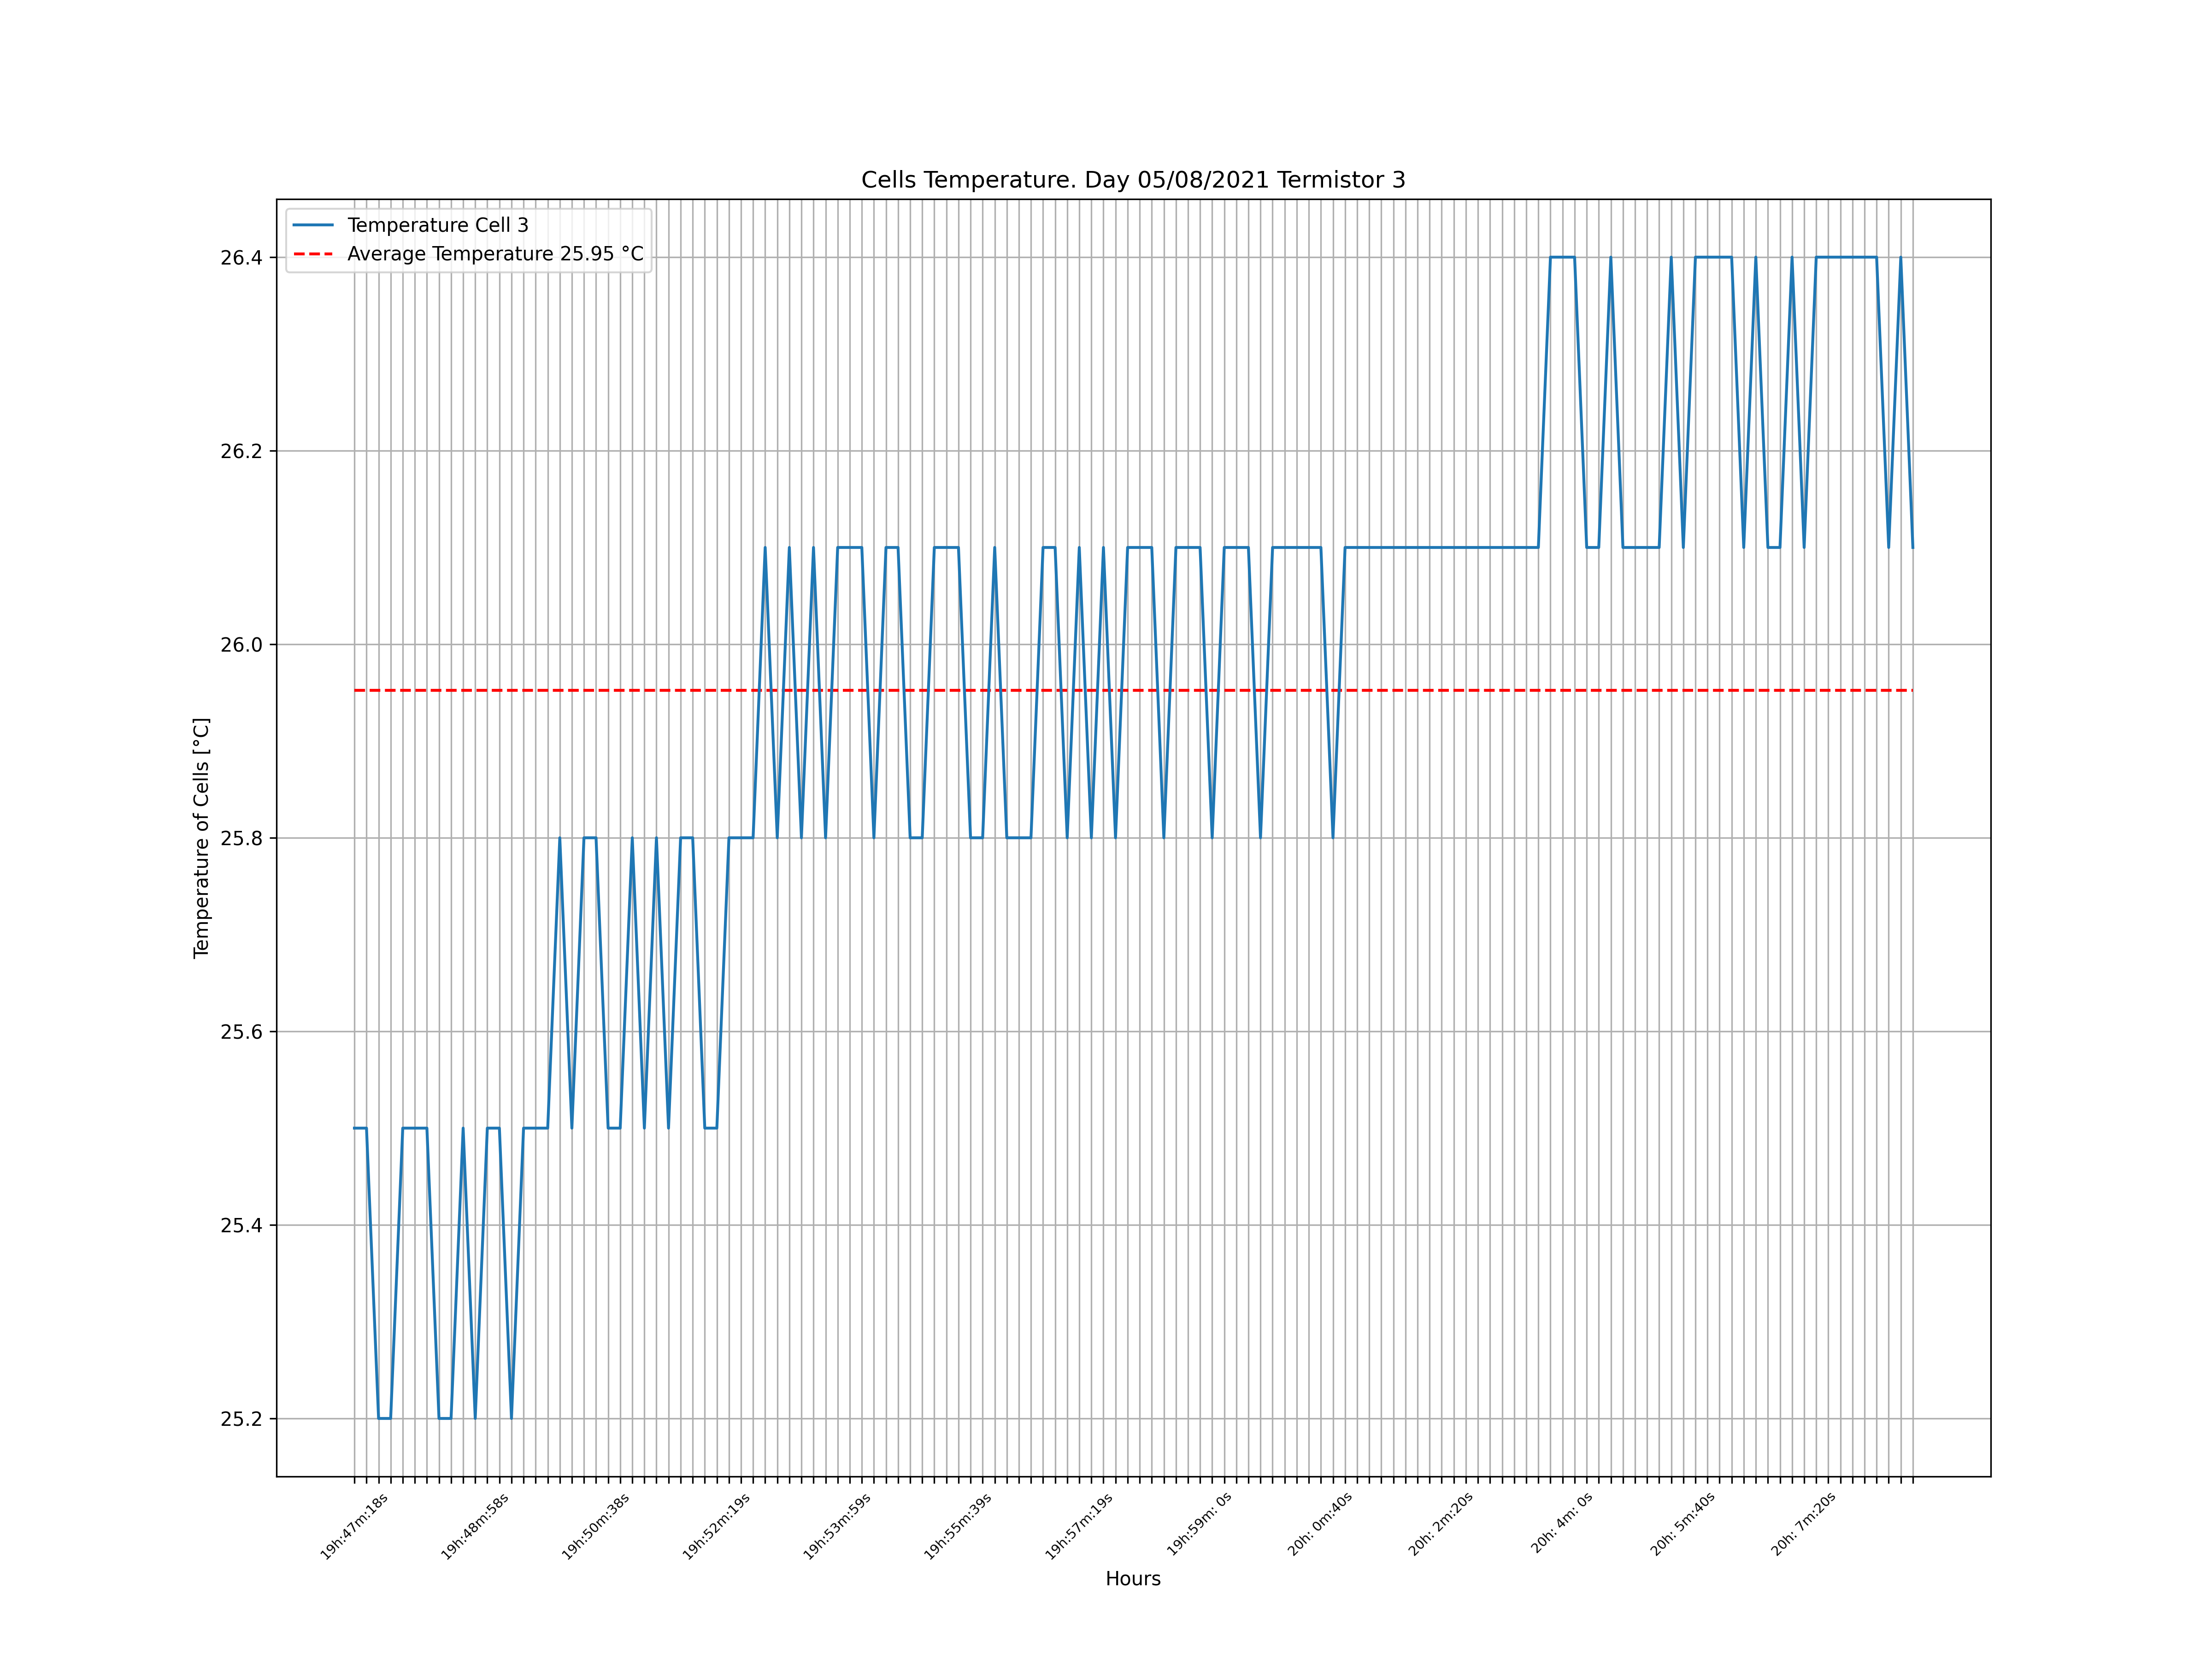 Cells Temperature. Day 05/08/2021 Termistor 3
Temperature Cell 3
Average Temperature 25.95 °C
26.4
26.2
26.0
25.8
25.6
25.4
25.2
Temperature of Cells [°C]
19h:47m:18s
19h:48m:58s
19h:50m:38s
19h:52m:19s
19h:53m:59s
19h:55m:39s
19h:57m:19s
19h:59m: 0s
20h: 0m:40s
20h: 2m:20s
20h: 4m: 0s
20h: 5m:40s
20h: 7m:20s
Hours